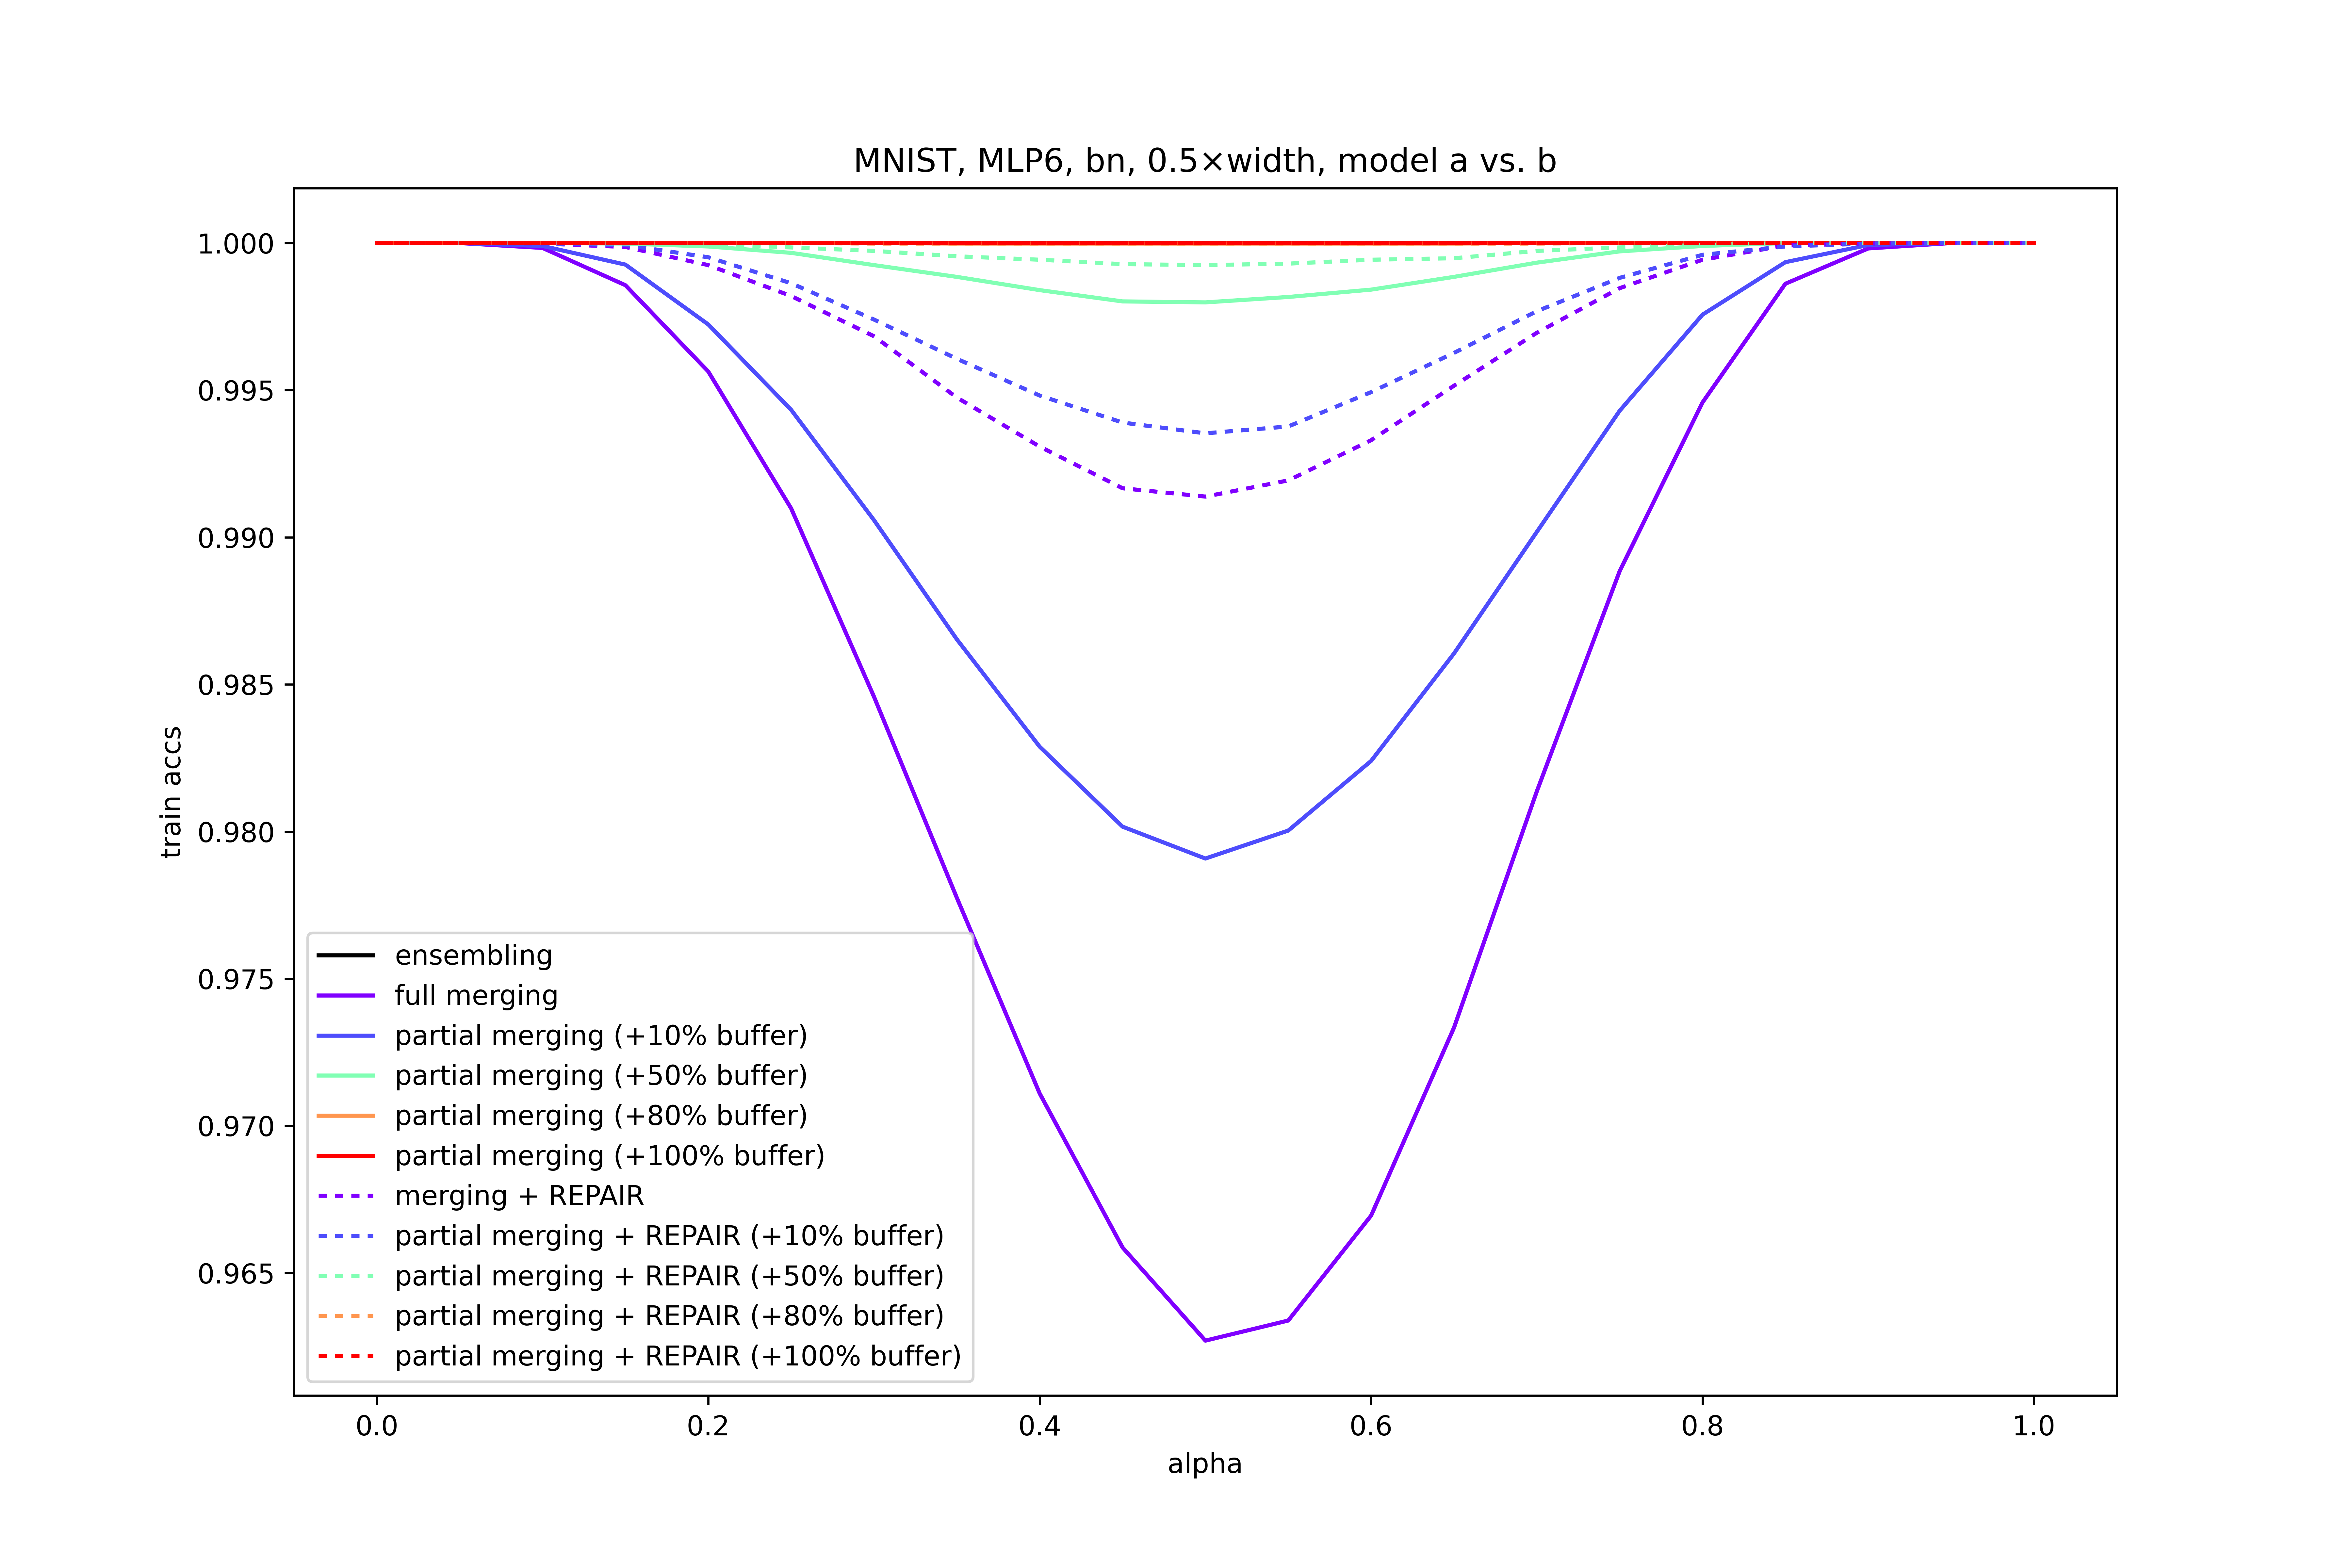 MNIST, MLP6, bn, 0.5×width, model a vs. b
1.000
0.995
0.990
0.985
0.980
0.975
0.970
0.965
train accs
ensembling
full merging
partial merging (+10% buffer)
partial merging (+50% buffer)
partial merging (+80% buffer)
partial merging (+100% buffer)
merging + REPAIR
partial merging + REPAIR (+10% buffer)
partial merging + REPAIR (+50% buffer)
partial merging + REPAIR (+80% buffer)
partial merging + REPAIR (+100% buffer)
0.0 0.2 0.4 0.6 0.8 1.0
alpha